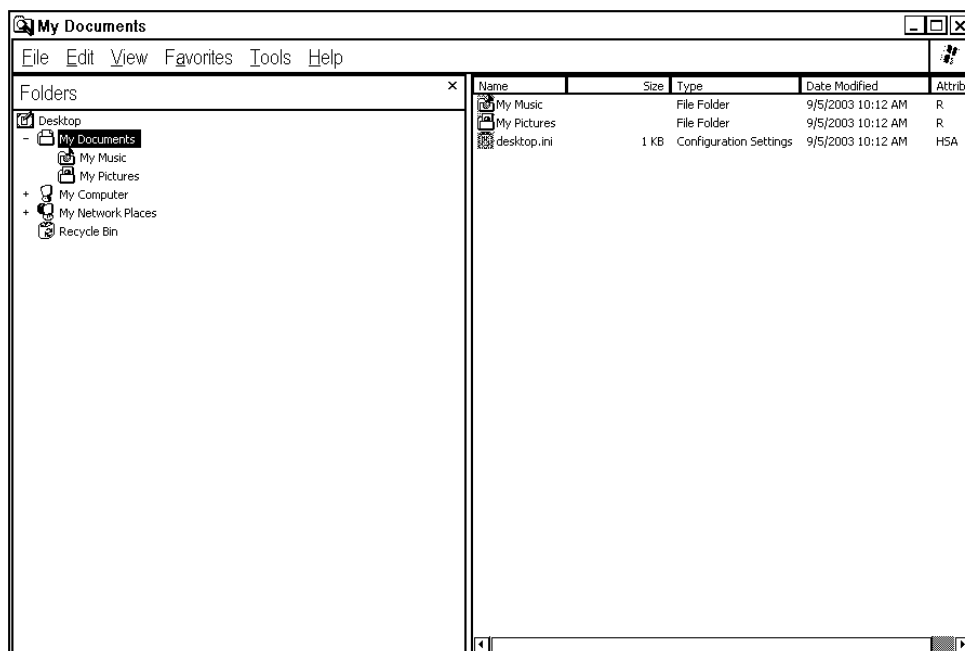 My Documents
File Edit View Favorites Tools Help
Folders
Desktop
My Documents
My Music
My Pictures
My Computer
My Network Places
Recycle Bin
Name Size Type Date Modified Attrib
My Music File Folder 9/5/2003 10:12 AM R
My Pictures File Folder 9/5/2003 10:12 AM R
desktop.ini 1 KB Configuration Settings 9/5/2003 10:12 AM HSA